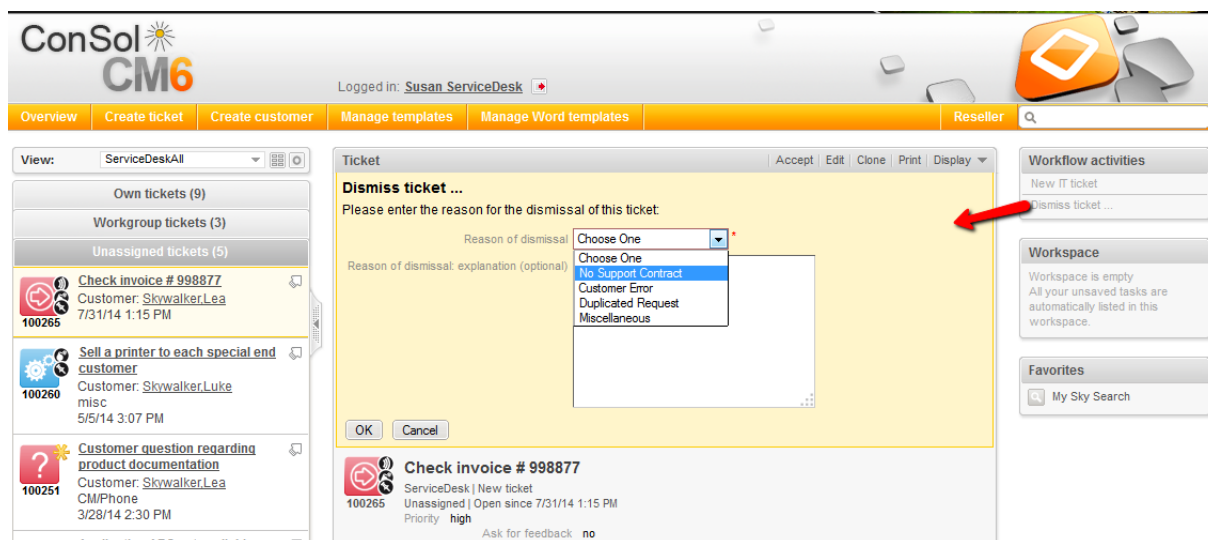 ConSol
CM6
Logged in: Susan ServiceDesk
Overview Create ticket Create customer Manage templates Manage Word templates Reseller
View: ServiceDeskAll
Own tickets (9)
Workgroup tickets (3)
Unassigned tickets (5)
Check invoice # 998877
Customer: Skywalker,Lea
7/31/14 1:15 PM
100265
Sell a printer to each special end
customer
Customer: Skywalker,Luke
misc
5/5/14 3:07 PM
100260
Customer question regarding
product documentation
Customer: Skywalker,Lea
CM/Phone
3/28/14 2:30 PM
100251
Ticket Accept Edit Clone Print Display
Dismiss ticket ...
Please enter the reason for the dismissal of this ticket:
Reason of dismissal Choose One *
Choose One
No Support Contract
Customer Error
Duplicated Request
Miscellaneous
Reason of dismissal: explanation (optional)
OK Cancel
Check invoice # 998877
ServiceDesk | New ticket
100265 Unassigned | Open since 7/31/14 1:15 PM
Priority high
Ask for feedback no
Workflow activities
New IT ticket
Dismiss ticket ...
Workspace
Workspace is empty
All your unsaved tasks are
automatically listed in this
workspace.
Favorites
My Sky Search